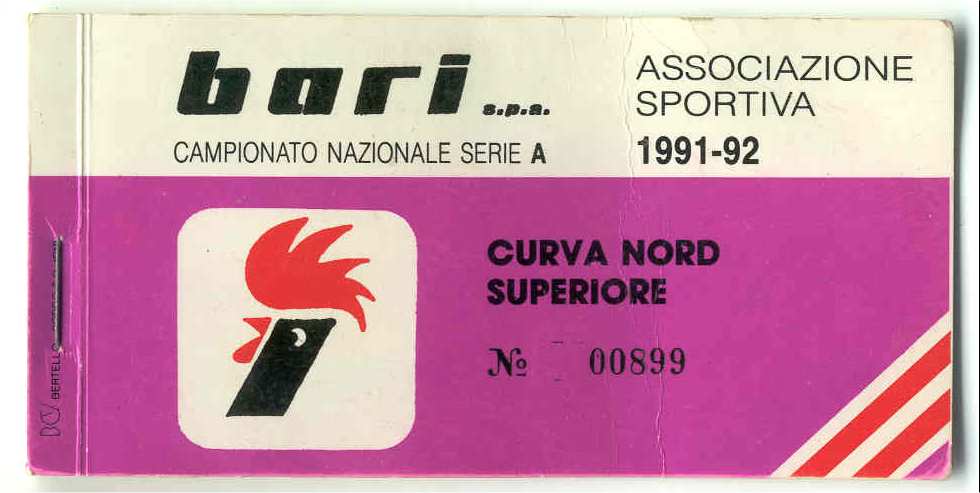 bari s.p.a.
CAMPIONATO NAZIONALE SERIE A
ASSOCIAZIONE
SPORTIVA
1991-92
CURVA NORD
SUPERIORE
№ 00899